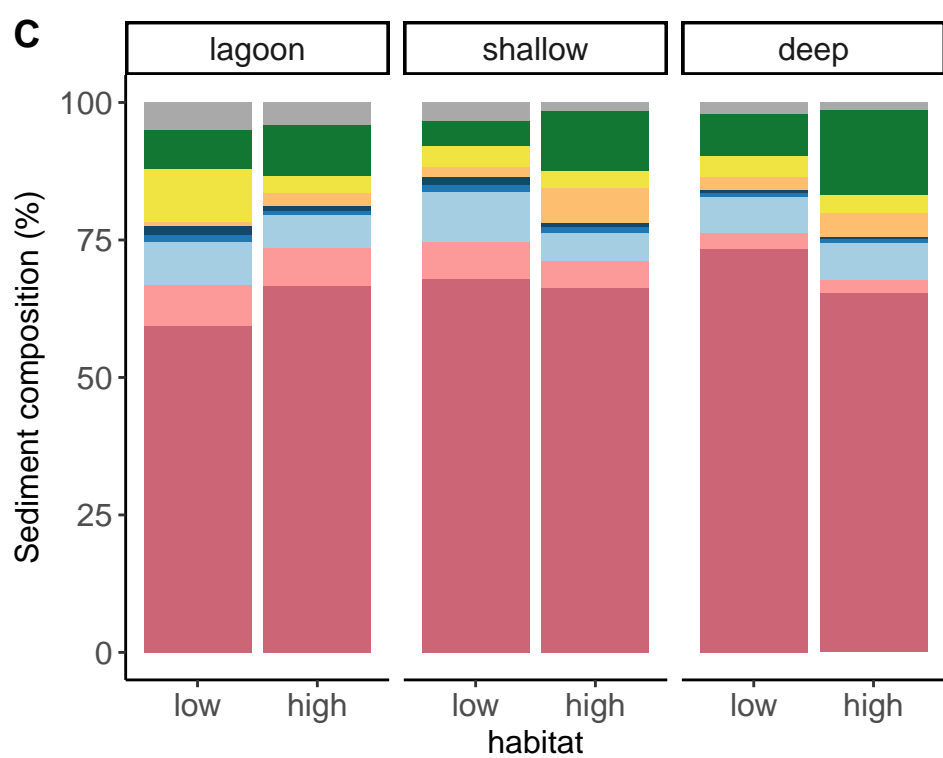 C
lagoon shallow deep
100
75
50
25
0
Sediment composition (%)
low high low high low high
habitat